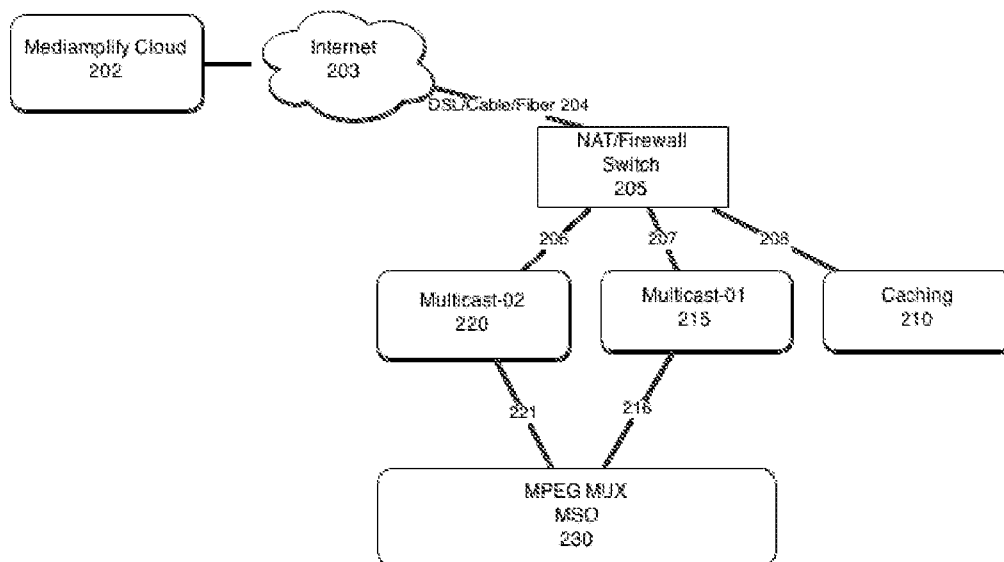 Mediamplify Cloud
202
Internet
203
DSL/Cable/Fiber 204
NAT/Firewall
Switch
205
206
207
208
Multicast-02
220
Multicast-01
215
Caching
210
221
216
MPEG MUX
MSO
230